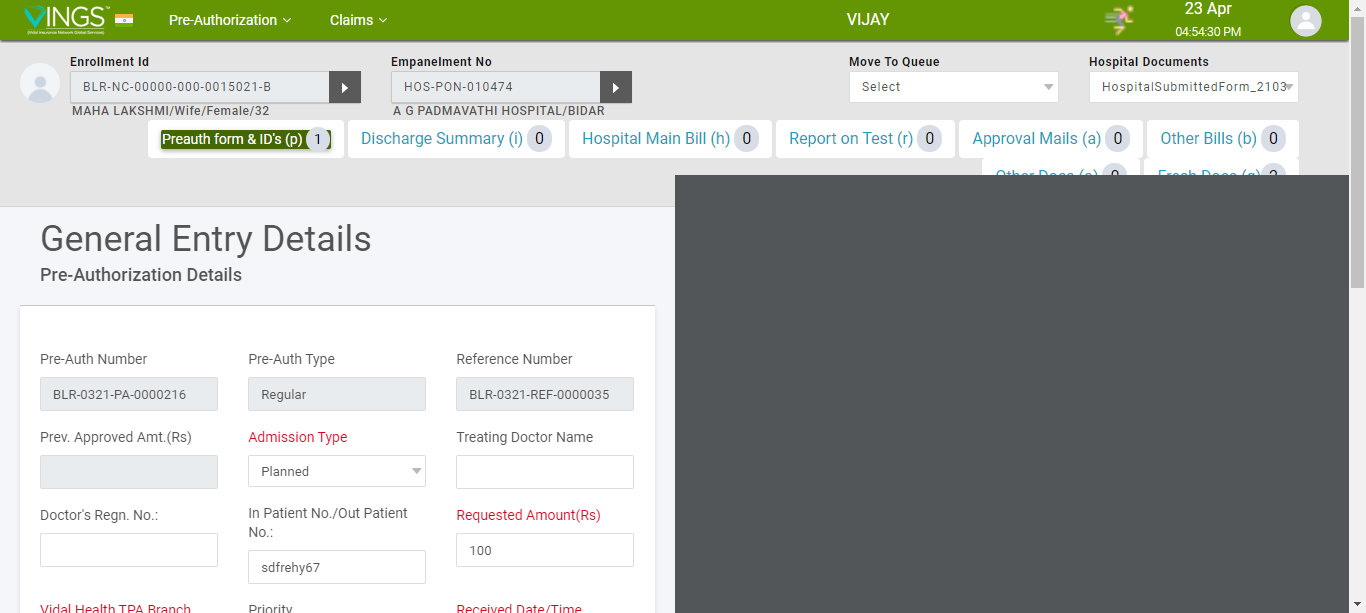 VINGS™ Pre-Authorization Claims VIJAY 23 Apr
(Vidal Insurance Network Global Services) 04:54:30 PM
Enrollment Id Empanelment No Move To Queue Hospital Documents
BLR-NC-00000-000-0015021-B HOS-PON-010474 Select HospitalSubmittedForm_2103
MAHA LAKSHMI/Wife/Female/32 A G PADMAVATHI HOSPITAL/BIDAR
Preauth form & ID's (p) 1 Discharge Summary (i) 0 Hospital Main Bill (h) 0 Report on Test (r) 0 Approval Mails (a) 0 Other Bills (b) 0
Other Docs (o) 0 Fresh Docs (g) 2
General Entry Details
Pre-Authorization Details
Pre-Auth Number Pre-Auth Type Reference Number
BLR-0321-PA-0000216 Regular BLR-0321-REF-0000035
Prev. Approved Amt.(Rs) Admission Type Treating Doctor Name
Planned
Doctor's Regn. No.: In Patient No./Out Patient No.: Requested Amount(Rs)
sdfrehy67 100
Vidal Health TPA Branch Priority Received Date/Time